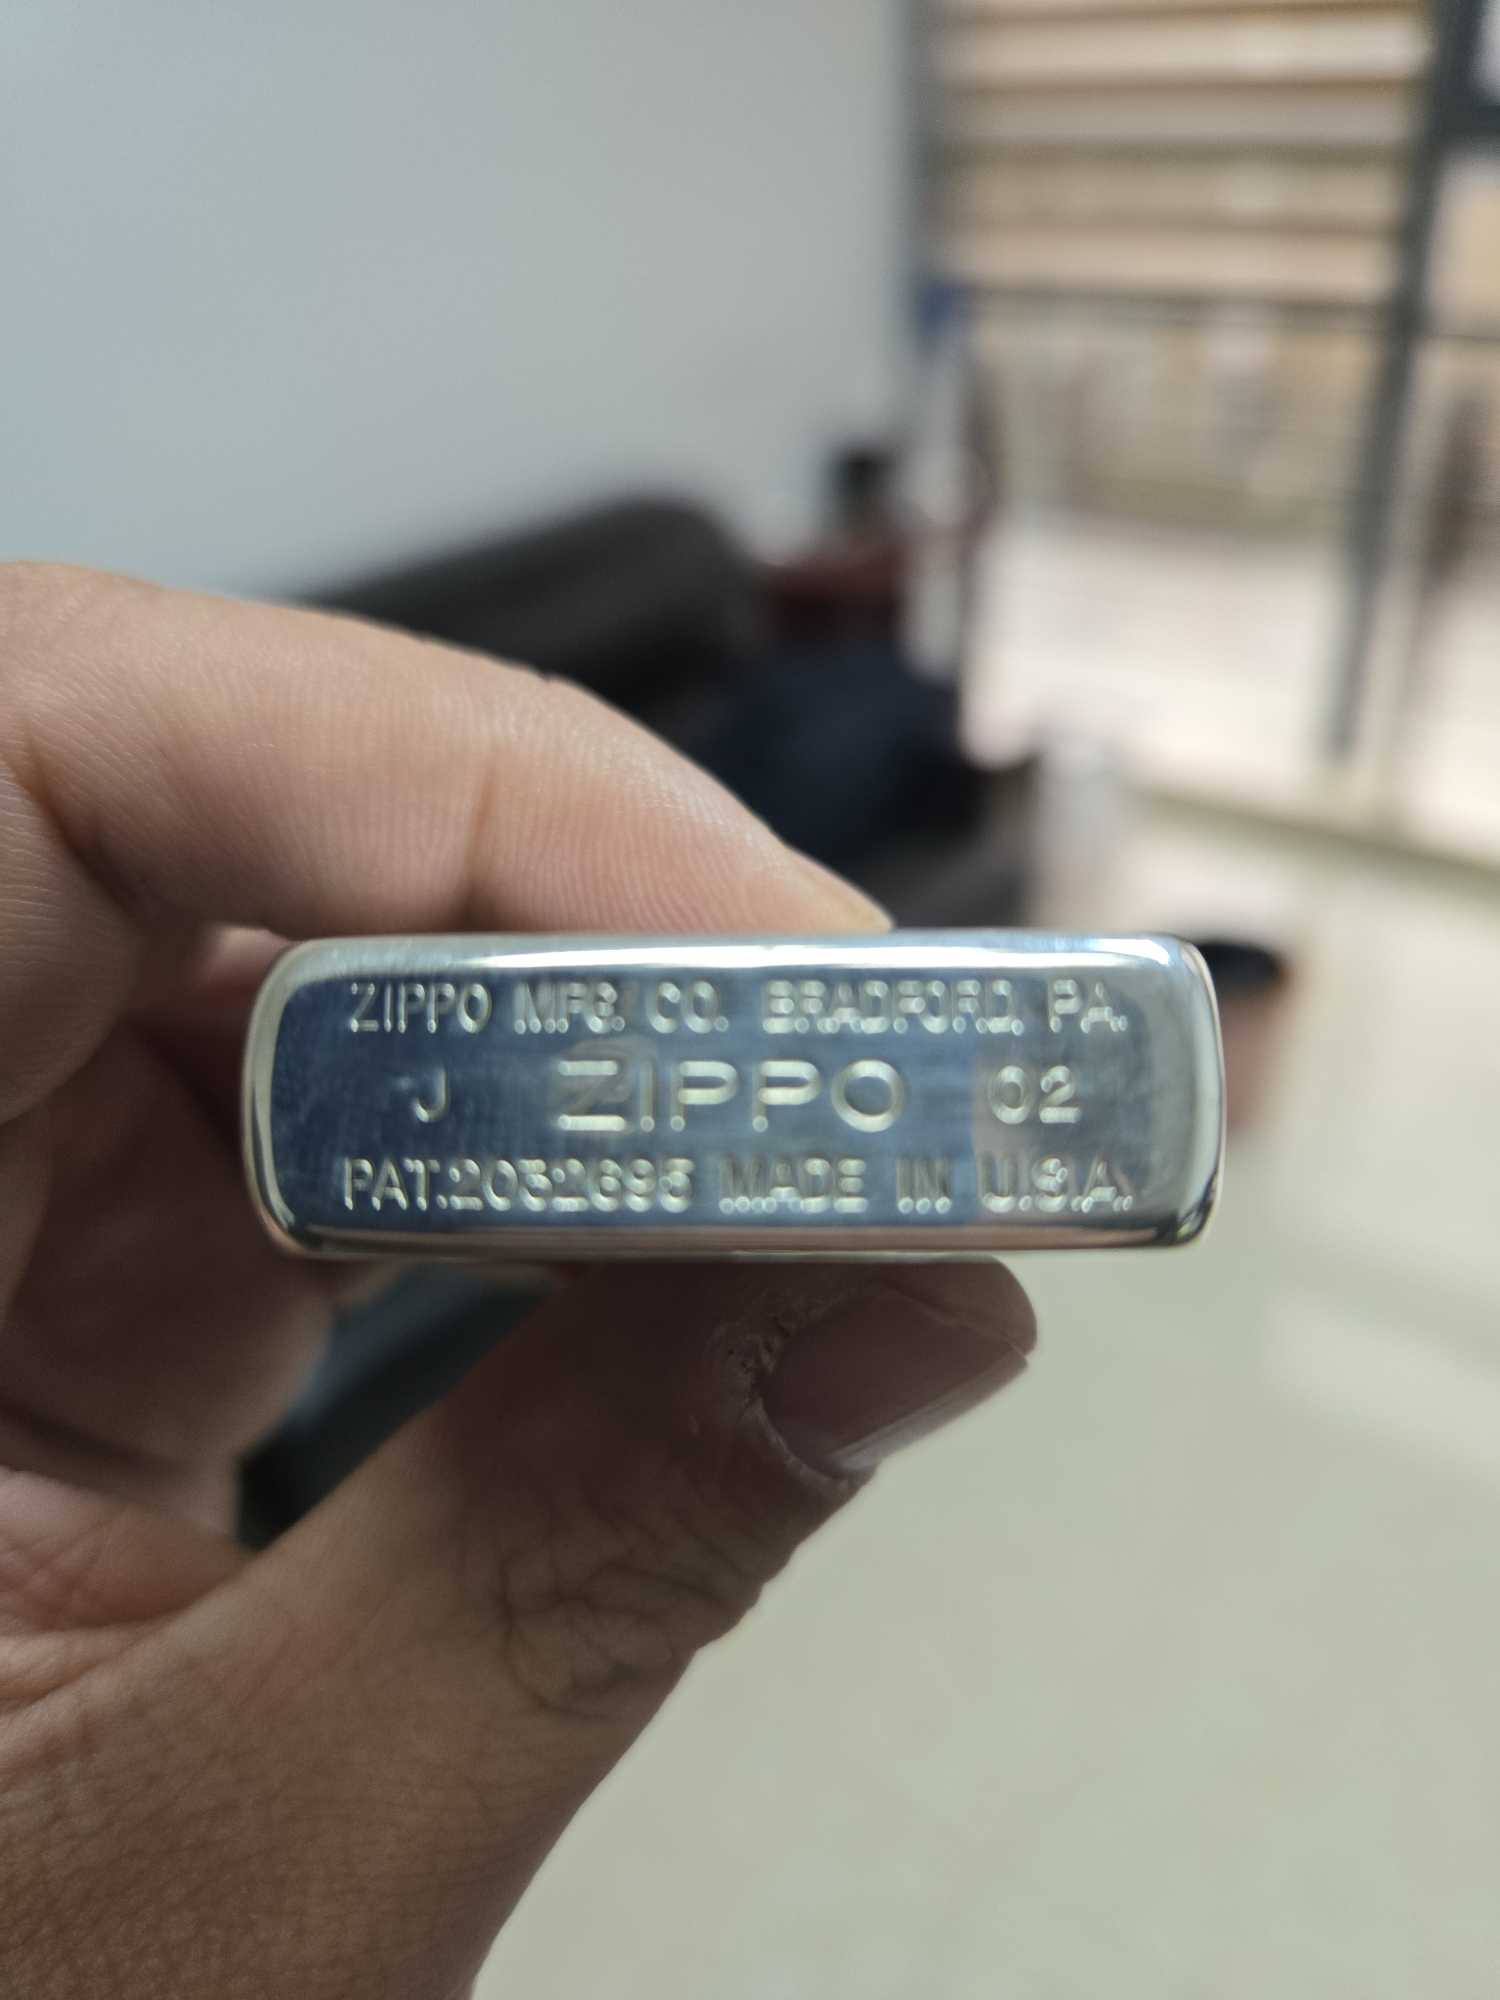 ZIPPO MFG. CO. BRADFORD, PA.
J ZIPPO 02
PAT.2032695 MADE IN U.S.A.